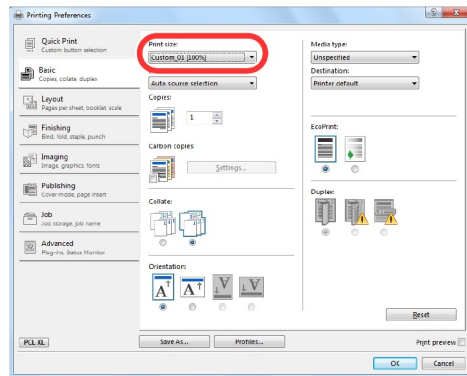 Printing Preferences
Quick Print
Custom button selection
Basic
Copies, collate, duplex
Layout
Pages per sheet, booklet, scale
Finishing
Bind, fold, staple, punch
Imaging
Image, graphics, fonts
Publishing
Cover mode, page insert
Job
Job storage, job name
Advanced
Plug-ins, Status Monitor
Print size:
Custom_01 [100%]
Auto source selection
Copies:
1
Carbon copies
Settings...
Collate:
Orientation:
A A A A
Media type:
Unspecified
Destination:
Printer default
EcoPrint:
Duplex:
Reset
PCL XL
Save As...
Profiles...
Print preview
OK
Cancel